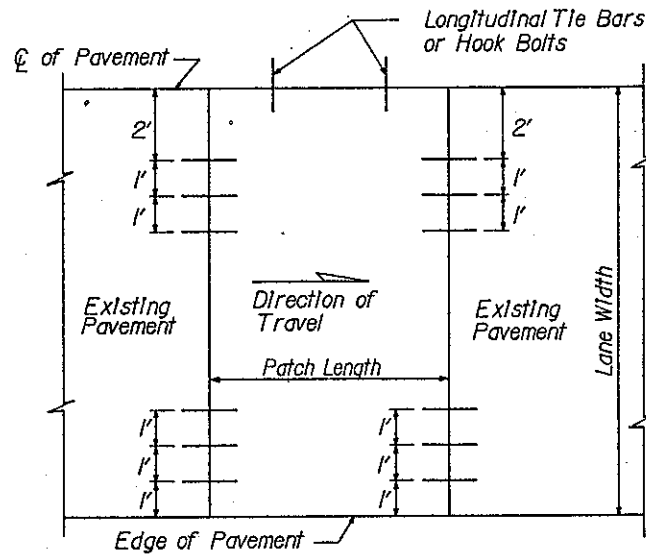 Longitudinal Tie Bars
or Hook Bolts
℄ of Pavement
2'
2'
1'
1'
1'
1'
Existing
Pavement
Direction of
Travel
Existing
Pavement
Lane Width
Patch Length
1'
1'
1'
1'
1'
1'
Edge of Pavement